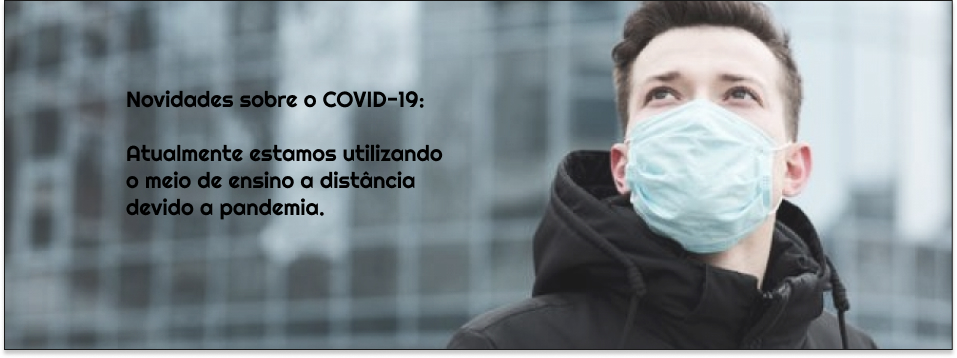 Novidades sobre o COVID-19:
Atualmente estamos utilizando
o meio de ensino a distância
devido a pandemia.